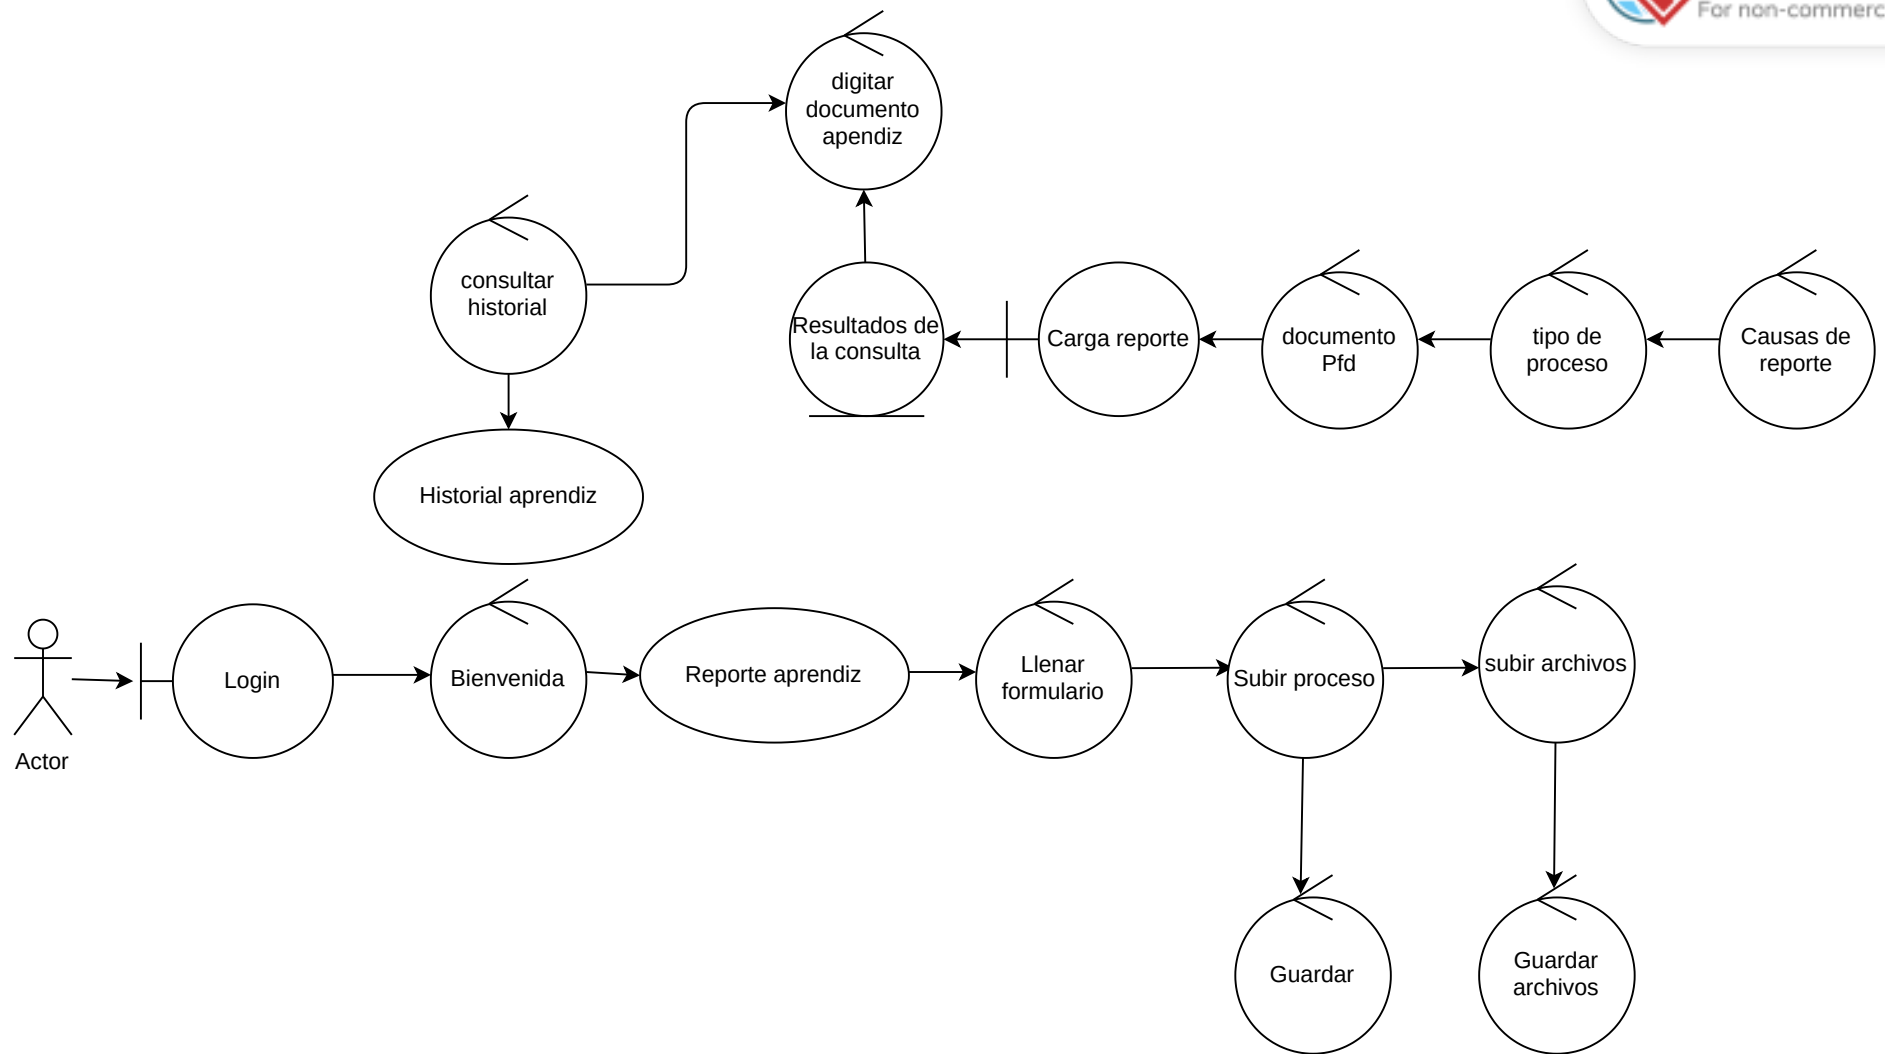 For non-commerc
digitar
documento
apendiz
consultar
historial
Resultados de
la consulta
Carga reporte
documento
Pfd
tipo de
proceso
Causas de
reporte
Historial aprendiz
Actor
Login
Bienvenida
Reporte aprendiz
Llenar
formulario
Subir proceso
subir archivos
Guardar
Guardar
archivos